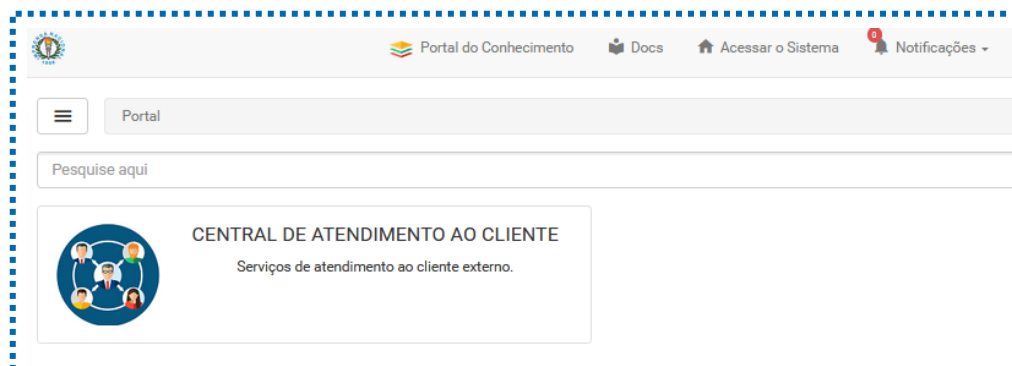 Portal do Conhecimento Docs Acessar o Sistema 0 Notificações
Portal
Pesquise aqui
CENTRAL DE ATENDIMENTO AO CLIENTE
Serviços de atendimento ao cliente externo.